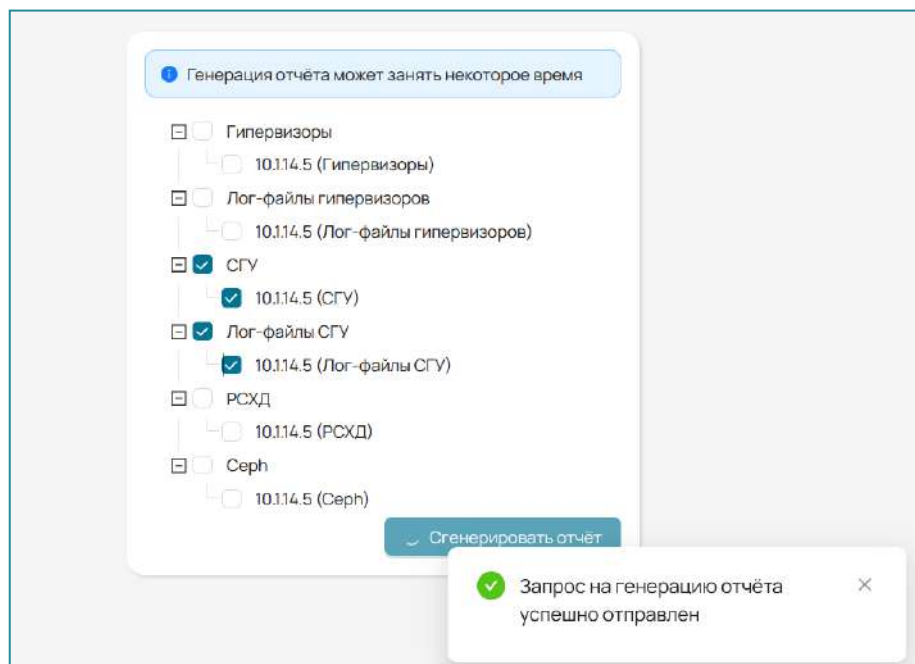 Генерация отчёта может занять некоторое время
Гипервизоры
10.1.14.5 (Гипервизоры)
Лог-файлы гипервизоров
10.1.14.5 (Лог-файлы гипервизоров)
СГУ
10.1.14.5 (СГУ)
Лог-файлы СГУ
10.1.14.5 (Лог-файлы СГУ)
РСХД
10.1.14.5 (РСХД)
Ceph
10.1.14.5 (Ceph)
Сгенерировать отчёт
Запрос на генерацию отчёта
успешно отправлен